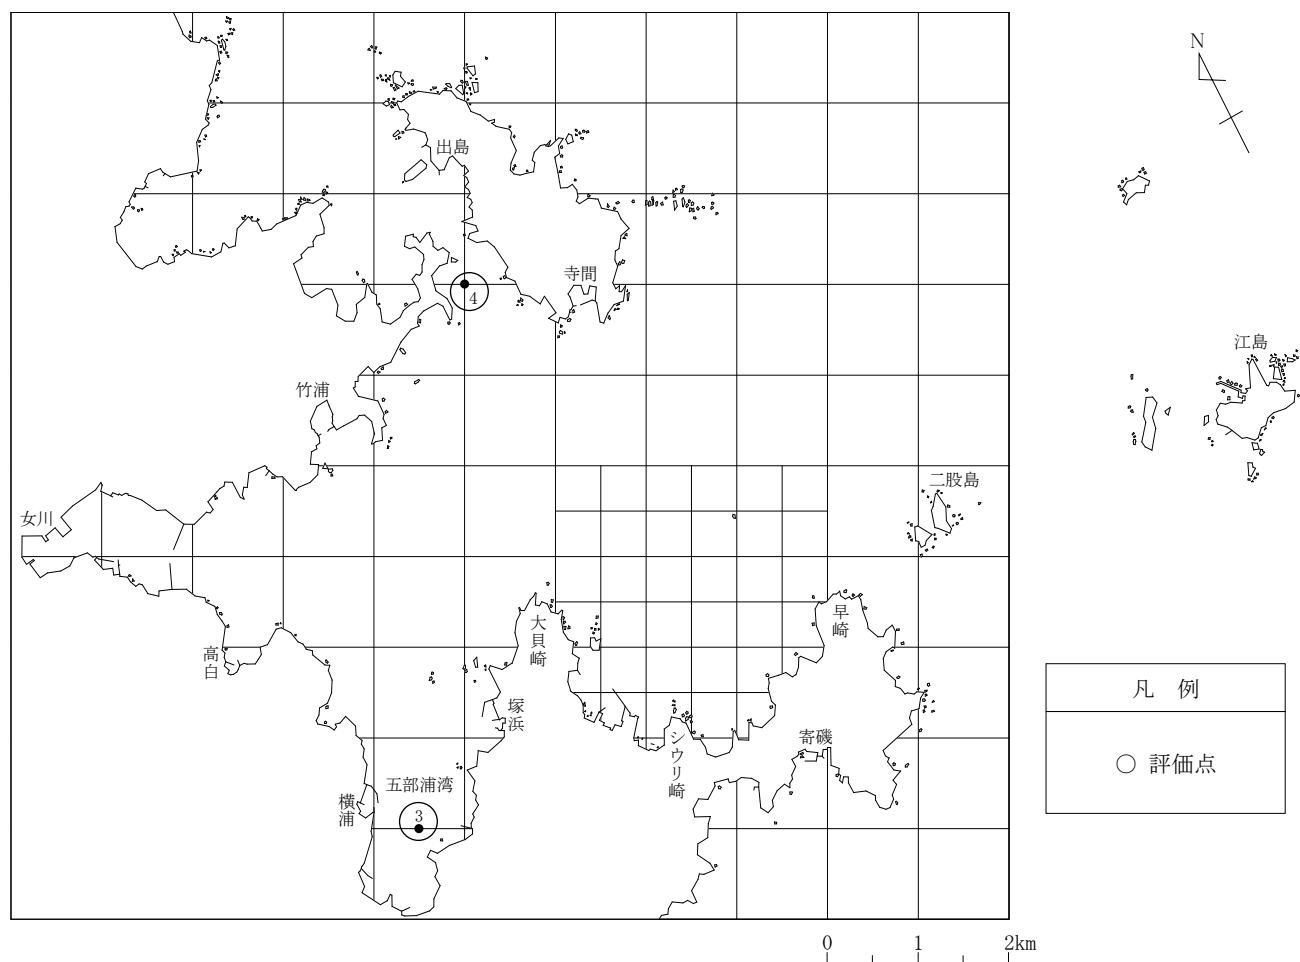 N
出島
寺間
4
江島
竹浦
二股島
女川
早崎
大貝崎
高白
塚浜
シウリ崎
寄磯
五部浦湾
横浦
3
凡 例
○ 評価点
0 1 2km